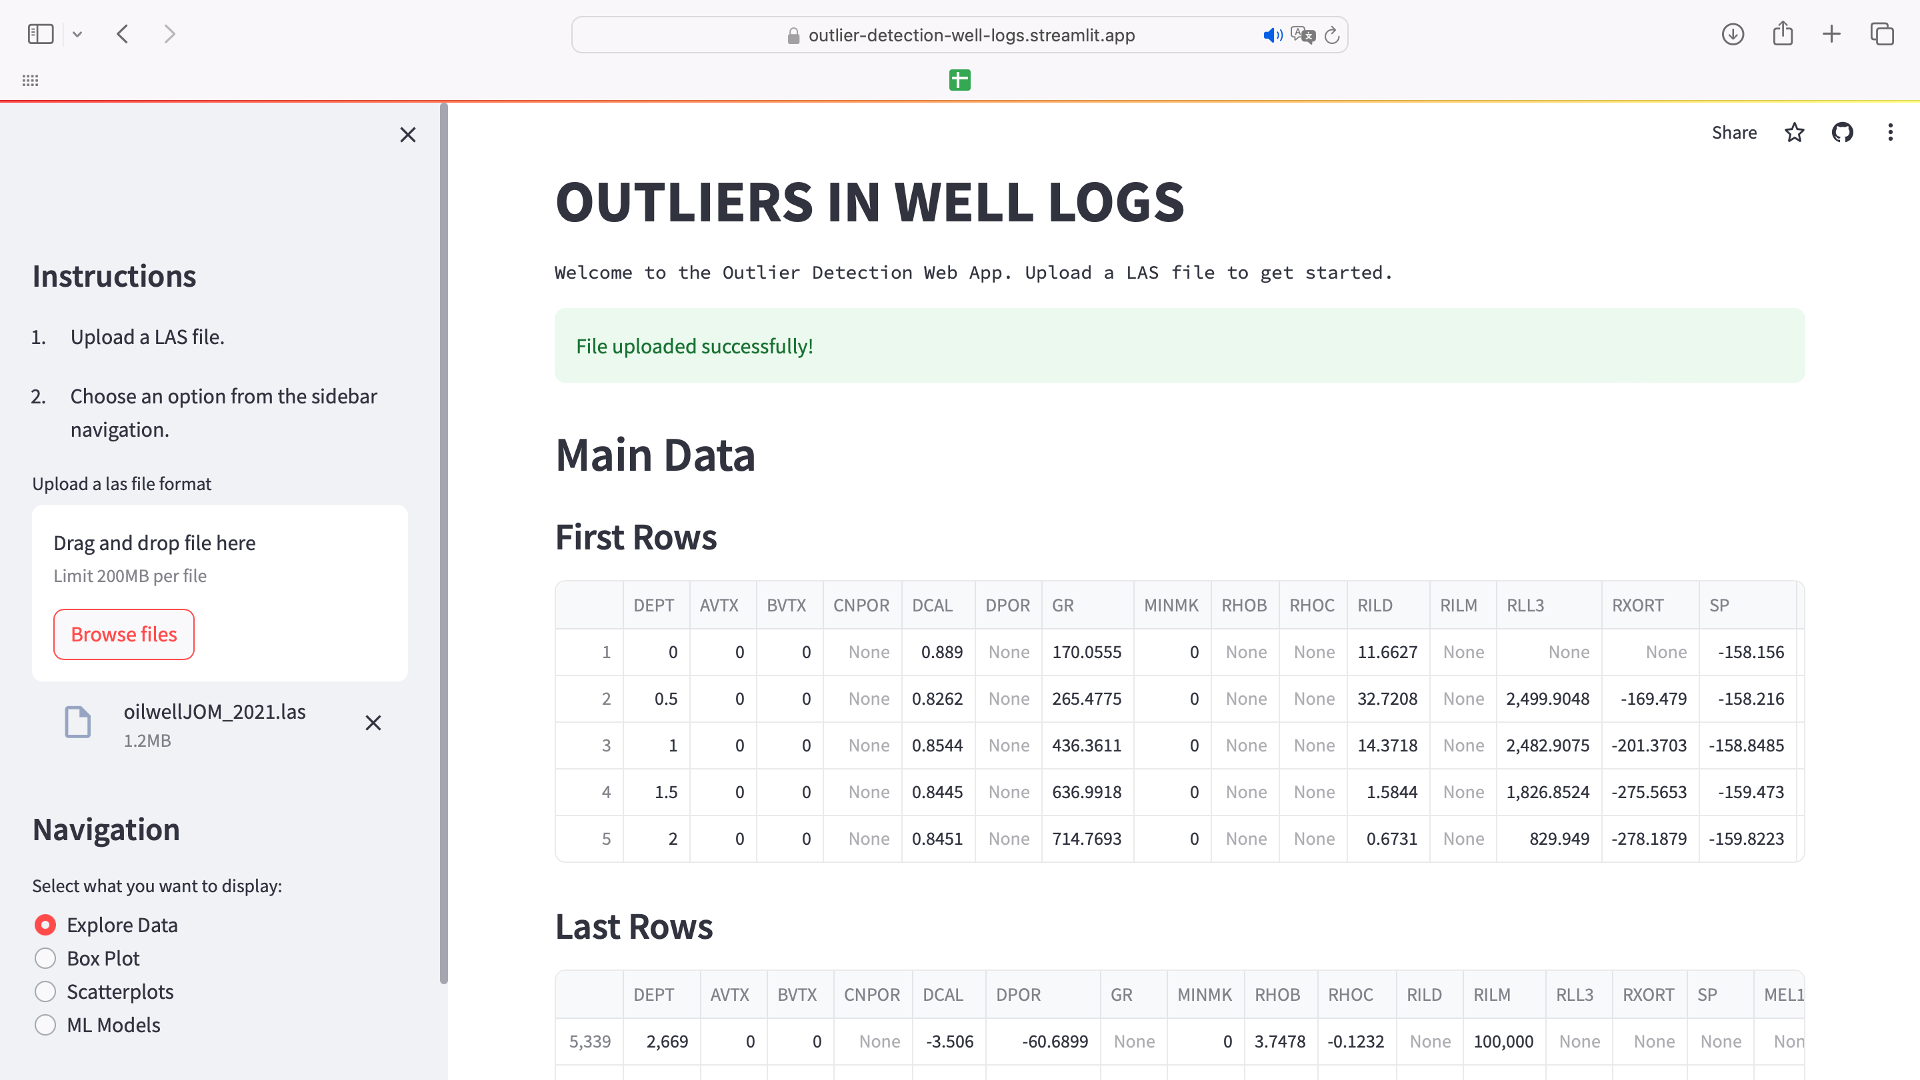 outlier-detection-well-logs.streamlit.app
Share
Instructions
1. Upload a LAS file.
2. Choose an option from the sidebar
navigation.
Upload a las file format
Drag and drop file here
Limit 200MB per file
Browse files
oilwellJOM_2021.las
1.2MB
Navigation
Select what you want to display:
Explore Data
Box Plot
Scatterplots
ML Models
OUTLIERS IN WELL LOGS
Welcome to the Outlier Detection Web App. Upload a LAS file to get started.
File uploaded successfully!
Main Data
First Rows
DEPT AVTX BVTX CNPOR DCAL DPOR GR MINMK RHOB RHOC RILD RILM RLL3 RXORT SP
1 0 0 0 None 0.889 None 170.0555 0 None None 11.6627 None None None -158.156
2 0.5 0 0 None 0.8262 None 265.4775 0 None None 32.7208 None 2,499.9048 -169.479 -158.216
3 1 0 0 None 0.8544 None 436.3611 0 None None 14.3718 None 2,482.9075 -201.3703 -158.8485
4 1.5 0 0 None 0.8445 None 636.9918 0 None None 1.5844 None 1,826.8524 -275.5653 -159.473
5 2 0 0 None 0.8451 None 714.7693 0 None None 0.6731 None 829.949 -278.1879 -159.8223
Last Rows
DEPT AVTX BVTX CNPOR DCAL DPOR GR MINMK RHOB RHOC RILD RILM RLL3 RXORT SP MEL1
5,339 2,669 0 0 None -3.506 -60.6899 None 0 3.7478 -0.1232 None 100,000 None None None Non